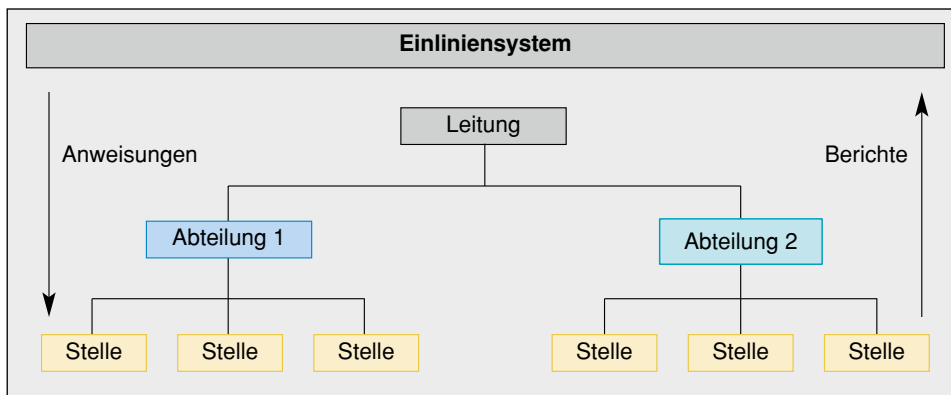 Einliniensystem
Leitung
Anweisungen
Berichte
Abteilung 1
Abteilung 2
Stelle
Stelle
Stelle
Stelle
Stelle
Stelle